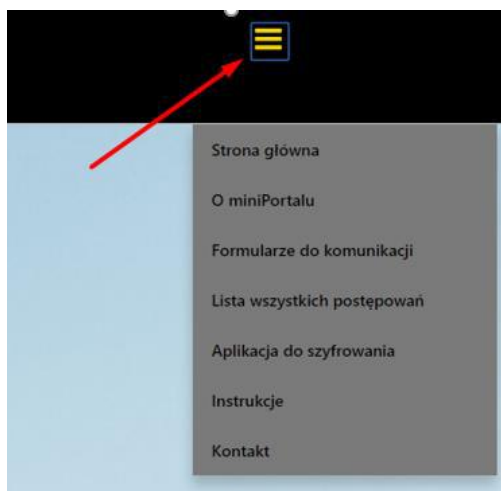 Strona główna
O miniPortalu
Formularze do komunikacji
Lista wszystkich postępowań
Aplikacja do szyfrowania
Instrukcje
Kontakt